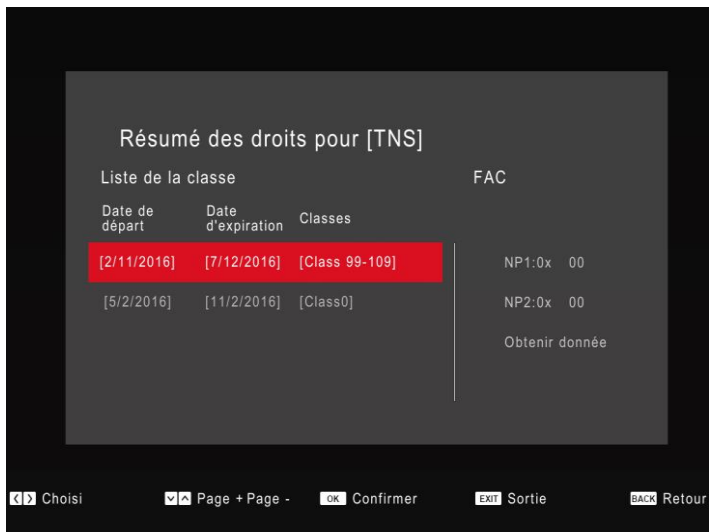 Résumé des droits pour [TNS]
Liste de la classe
FAC
Date de départ
Date d'expiration
Classes
[2/11/2016] [7/12/2016] [Class 99-109]
NP1:0x 00
[5/2/2016] [11/2/2016] [Class0]
NP2:0x 00
Obtenir donnée
Choisi Page + Page - OK Confirmer EXIT Sortie BACK Retour